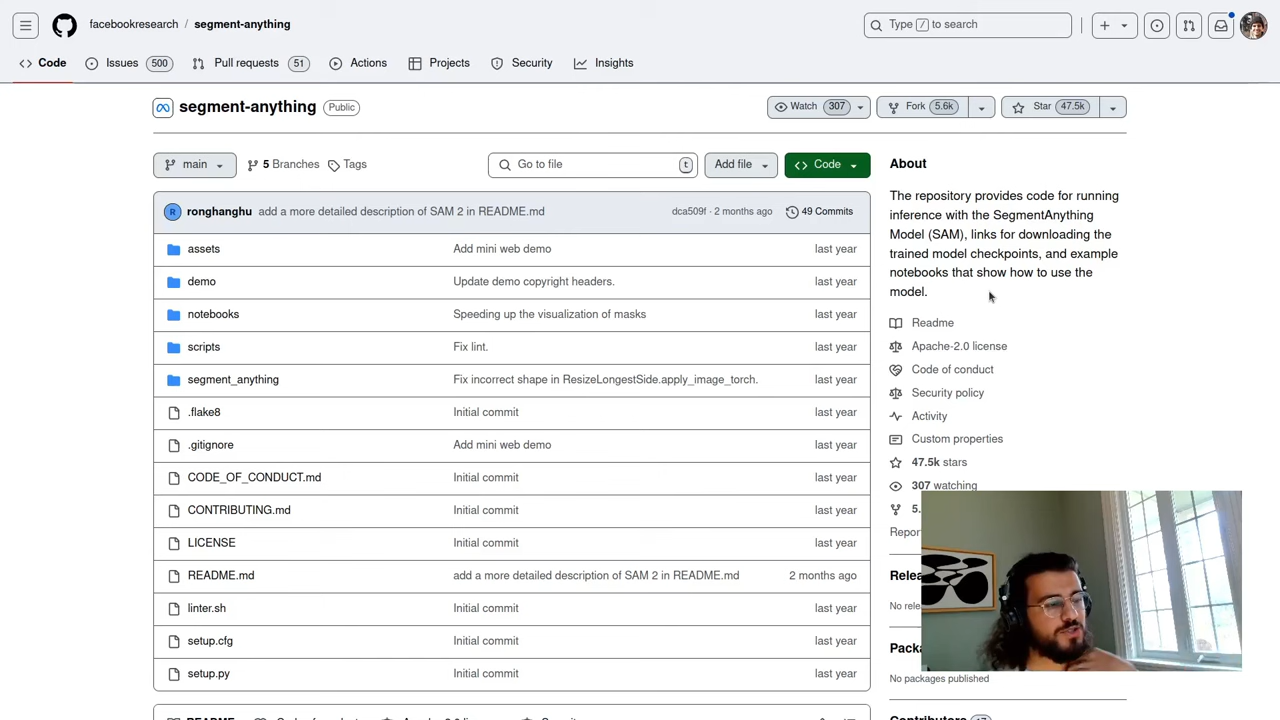 facebookresearch / segment-anything
Type / to search
Code
Issues 500
Pull requests 51
Actions
Projects
Security
Insights
segment-anything Public
Watch 307
Fork 5.6k
Star 47.5k
main
5 Branches
Tags
Go to file t
Add file
Code
R ronghanghu add a more detailed description of SAM 2 in README.md dca509f · 2 months ago 49 Commits
assets Add mini web demo last year
demo Update demo copyright headers. last year
notebooks Speeding up the visualization of masks last year
scripts Fix lint. last year
segment_anything Fix incorrect shape in ResizeLongestSide.apply_image_torch. last year
.flake8 Initial commit last year
.gitignore Add mini web demo last year
CODE_OF_CONDUCT.md Initial commit last year
CONTRIBUTING.md Initial commit last year
LICENSE Initial commit last year
README.md add a more detailed description of SAM 2 in README.md 2 months ago
linter.sh Initial commit last year
setup.cfg Initial commit last year
setup.py Initial commit last year
About
The repository provides code for running
inference with the SegmentAnything
Model (SAM), links for downloading the
trained model checkpoints, and example
notebooks that show how to use the
model.
Readme
Apache-2.0 license
Code of conduct
Security policy
Activity
Custom properties
47.5k stars
307 watching
5.
Repor
Relea
No rele
Packa
No packages published